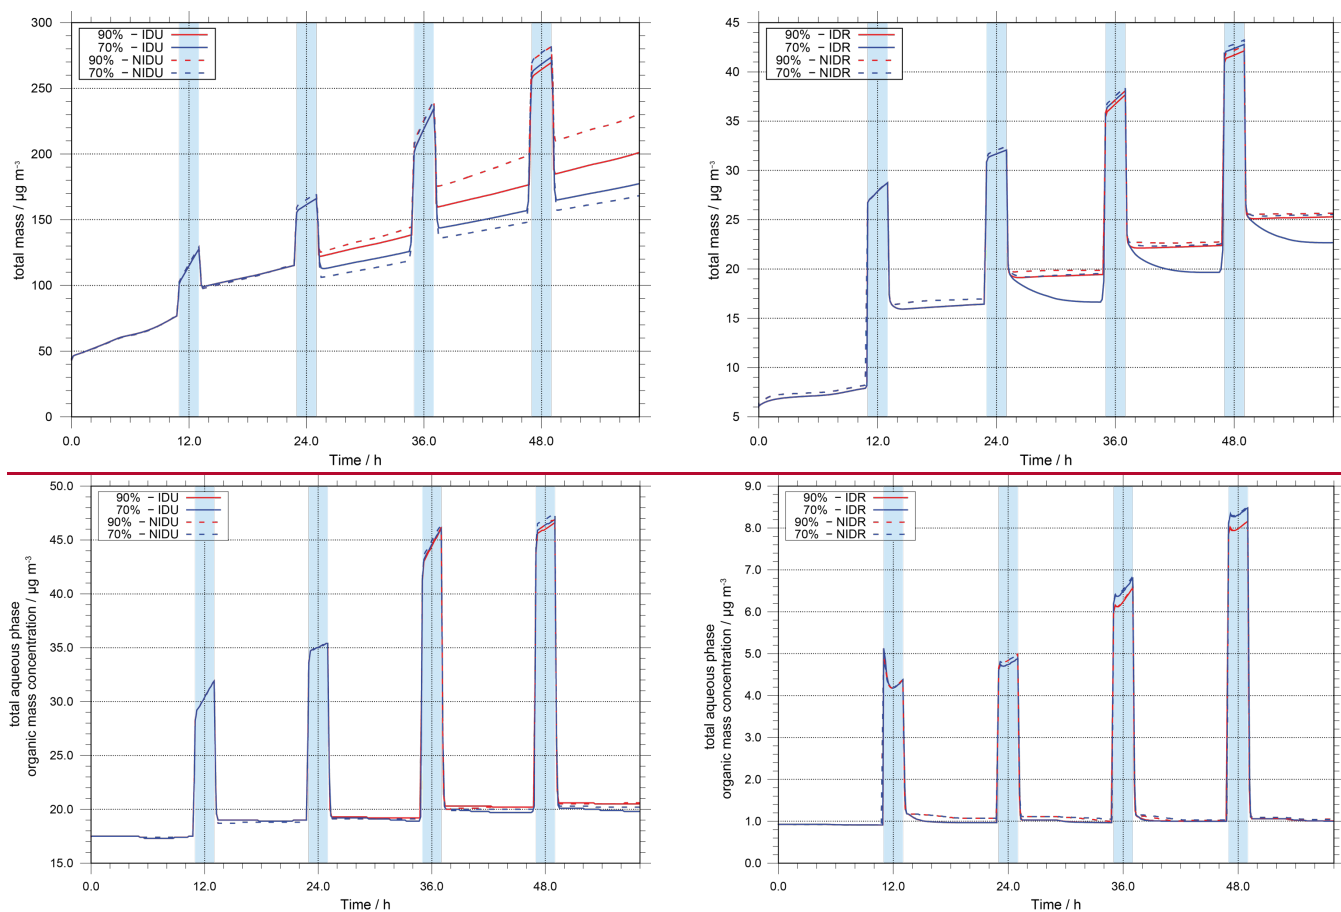 300
250
200
150
100
50
0
total mass / µg m⁻³
90% – IDU
70% – IDU
90% – NIDU
70% – NIDU
0.0 12.0 24.0 36.0 48.0
Time / h
45
40
35
30
25
20
15
10
5
total mass / µg m⁻³
90% – IDR
70% – IDR
90% – NIDR
70% – NIDR
0.0 12.0 24.0 36.0 48.0
Time / h
50.0
45.0
40.0
35.0
30.0
25.0
20.0
15.0
total aqueous phase
organic mass concentration / µg m⁻³
90% – IDU
70% – IDU
90% – NIDU
70% – NIDU
0.0 12.0 24.0 36.0 48.0
Time / h
9.0
8.0
7.0
6.0
5.0
4.0
3.0
2.0
1.0
0.0
total aqueous phase
organic mass concentration / µg m⁻³
90% – IDR
70% – IDR
90% – NIDR
70% – NIDR
0.0 12.0 24.0 36.0 48.0
Time / h